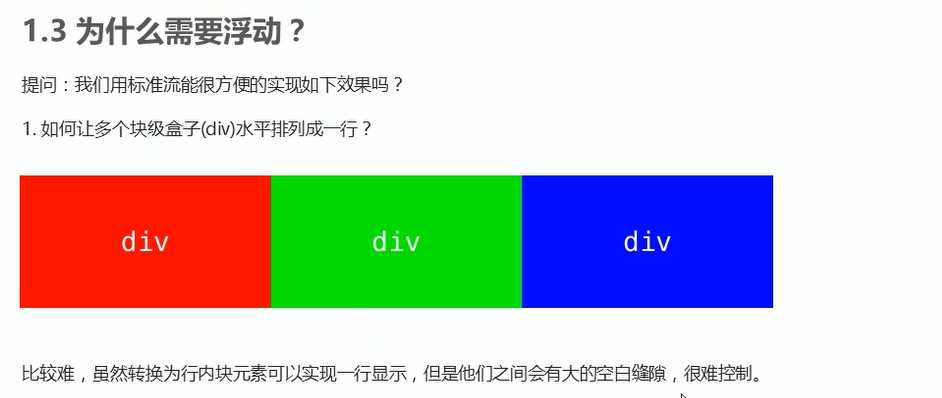 1.3 为什么需要浮动？
提问：我们用标准流能很方便的实现如下效果吗？
1. 如何让多个块级盒子(div)水平排列成一行？
div
div
div
比较难，虽然转换为行内块元素可以实现一行显示，但是他们之间会有大的空白缝隙，很难控制。